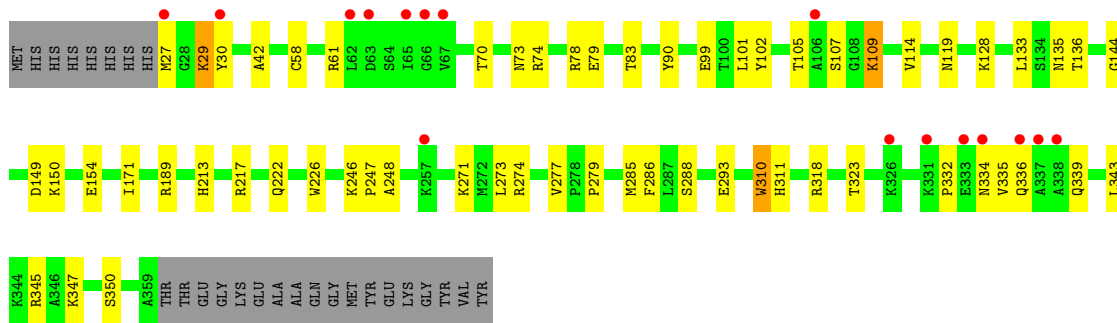 MET HIS HIS HIS HIS HIS HIS M27 G28 K29 Y30 A42 C58 R61 L62 D63 S64 I65 G66 V67 T70 N73 R74 R78 E79 T83 Y90 E99 T100 L101 Y102 T105 A106 S107 G108 K109 V114 N119 K128 L133 S134 N135 T136 G144
D149 K150 E154 I171 R189 H213 R217 Q222 W226 K246 P247 A248 K257 K271 M272 L273 R274 V277 P278 P279 M285 F286 L287 S288 E293 W310 H311 R318 T323 K326 K331 P332 E333 N334 V335 Q336 A337 A338 Q339 L343
K344 R345 A346 K347 S350 A359 THR THR GLU GLY LYS GLU ALA ALA GLN GLY MET TYR GLU LYS GLY TYR VAL TYR